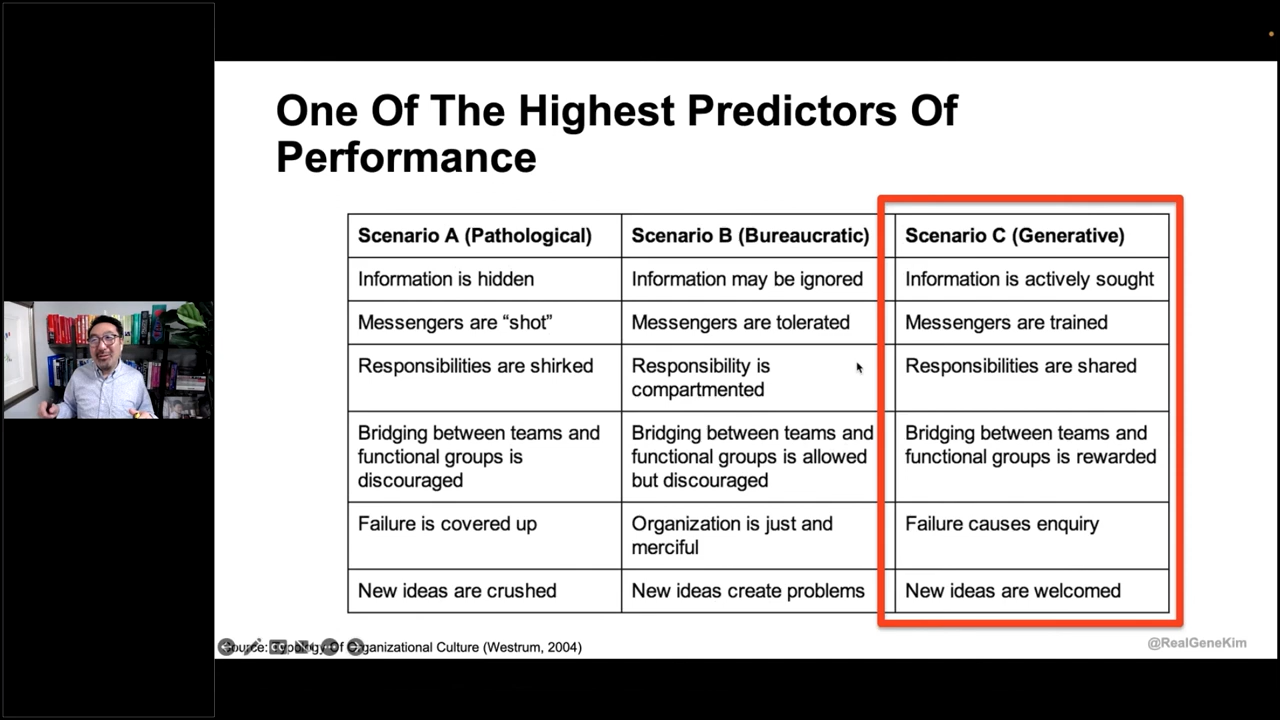 One Of The Highest Predictors Of
Performance
Scenario A (Pathological)
Scenario B (Bureaucratic)
Scenario C (Generative)
Information is hidden
Information may be ignored
Information is actively sought
Messengers are “shot”
Messengers are tolerated
Messengers are trained
Responsibilities are shirked
Responsibility is
compartmented
Responsibilities are shared
Bridging between teams and
functional groups is
discouraged
Bridging between teams and
functional groups is allowed
but discouraged
Bridging between teams and
functional groups is rewarded
Failure is covered up
Organization is just and
merciful
Failure causes enquiry
New ideas are crushed
New ideas create problems
New ideas are welcomed
Source: Typology Of Organizational Culture (Westrum, 2004)
@RealGeneKim